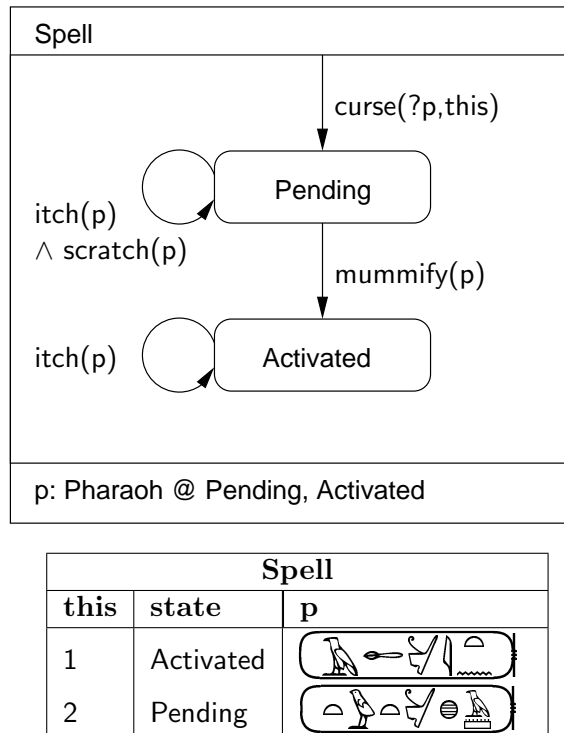 Spell
curse(?p,this)
Pending
itch(p)
∧ scratch(p)
mummify(p)
itch(p)
Activated
p: Pharaoh @ Pending, Activated
Spell
this state p
1 Activated
2 Pending